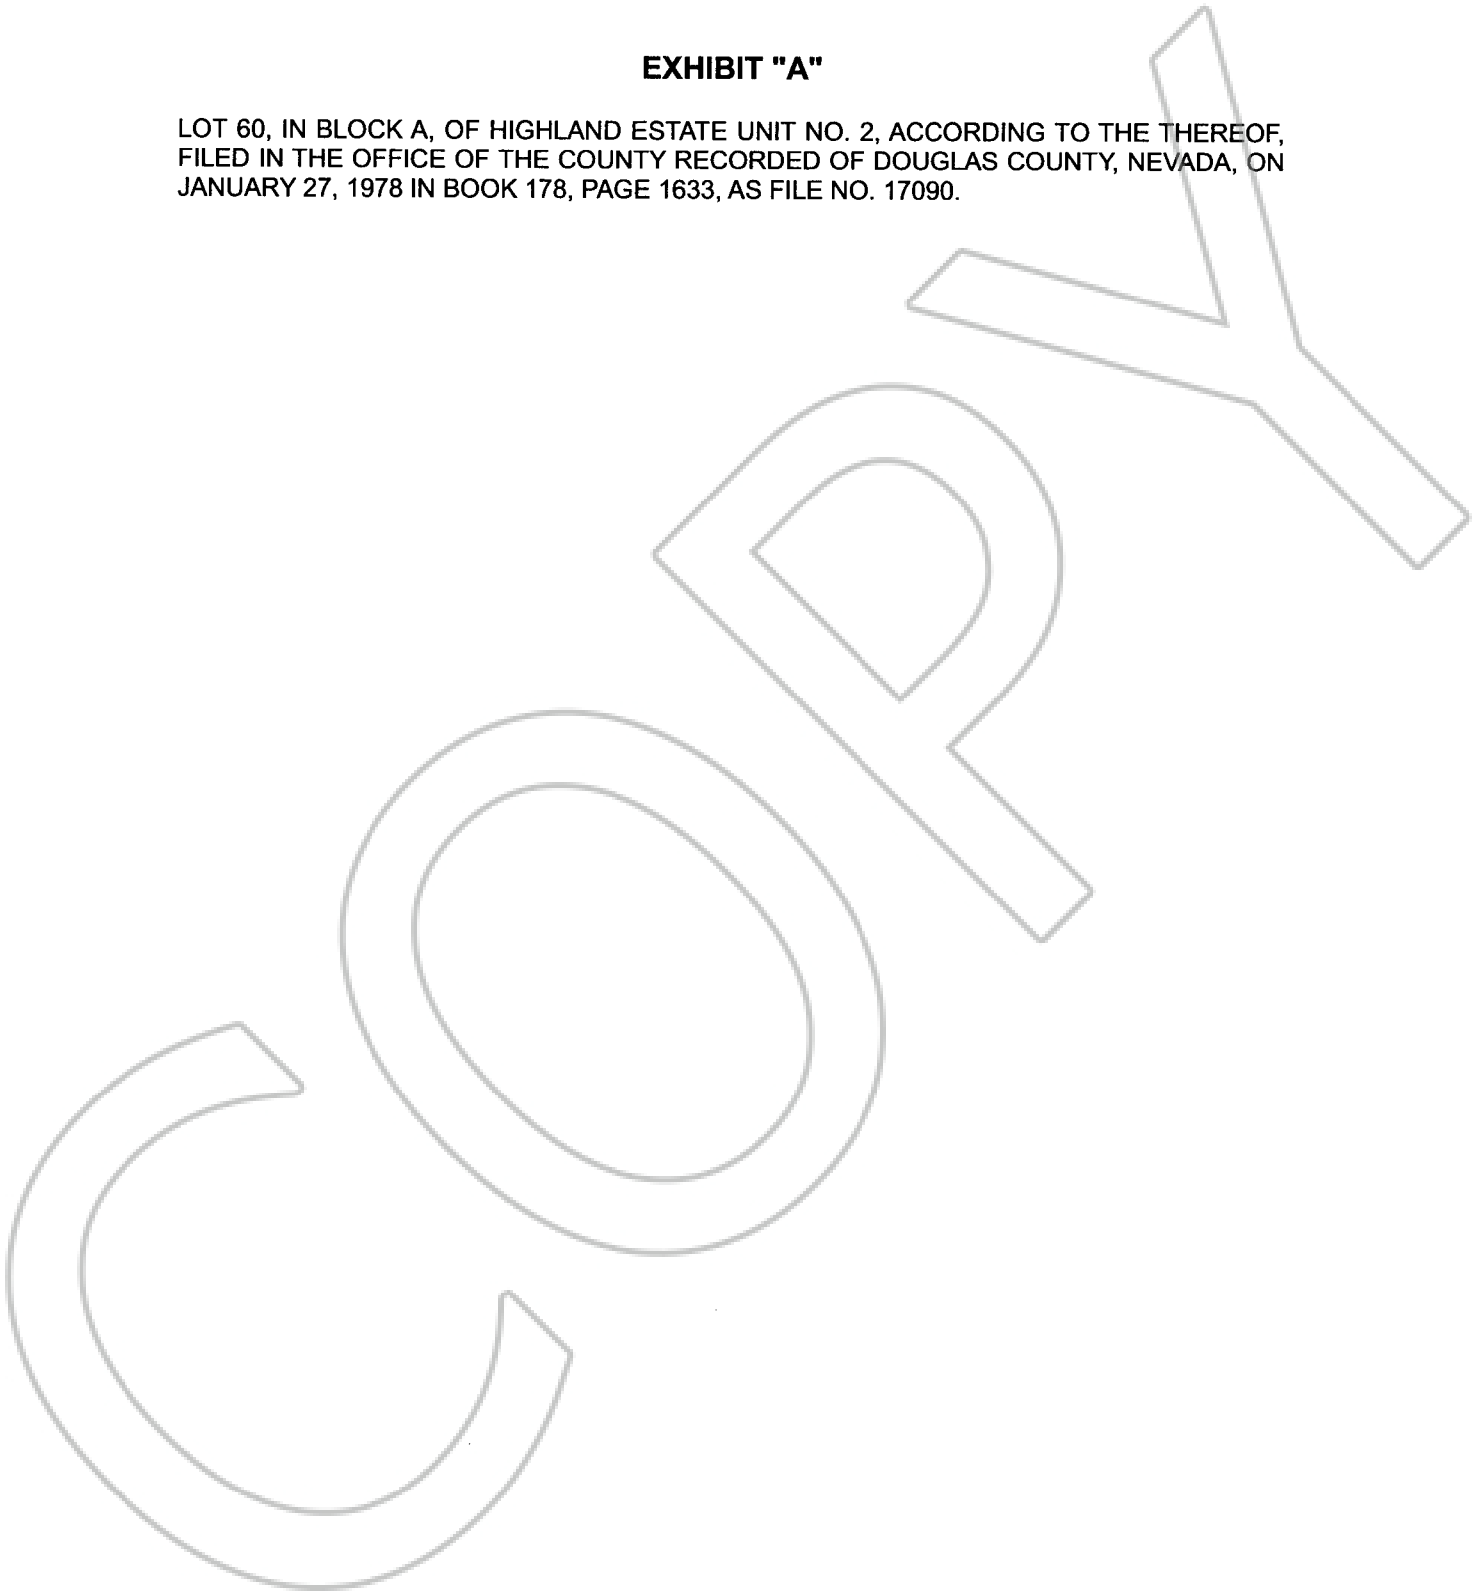 EXHIBIT "A"
LOT 60, IN BLOCK A, OF HIGHLAND ESTATE UNIT NO. 2, ACCORDING TO THE THEREOF,
FILED IN THE OFFICE OF THE COUNTY RECORDED OF DOUGLAS COUNTY, NEVADA, ON
JANUARY 27, 1978 IN BOOK 178, PAGE 1633, AS FILE NO. 17090.
COPY